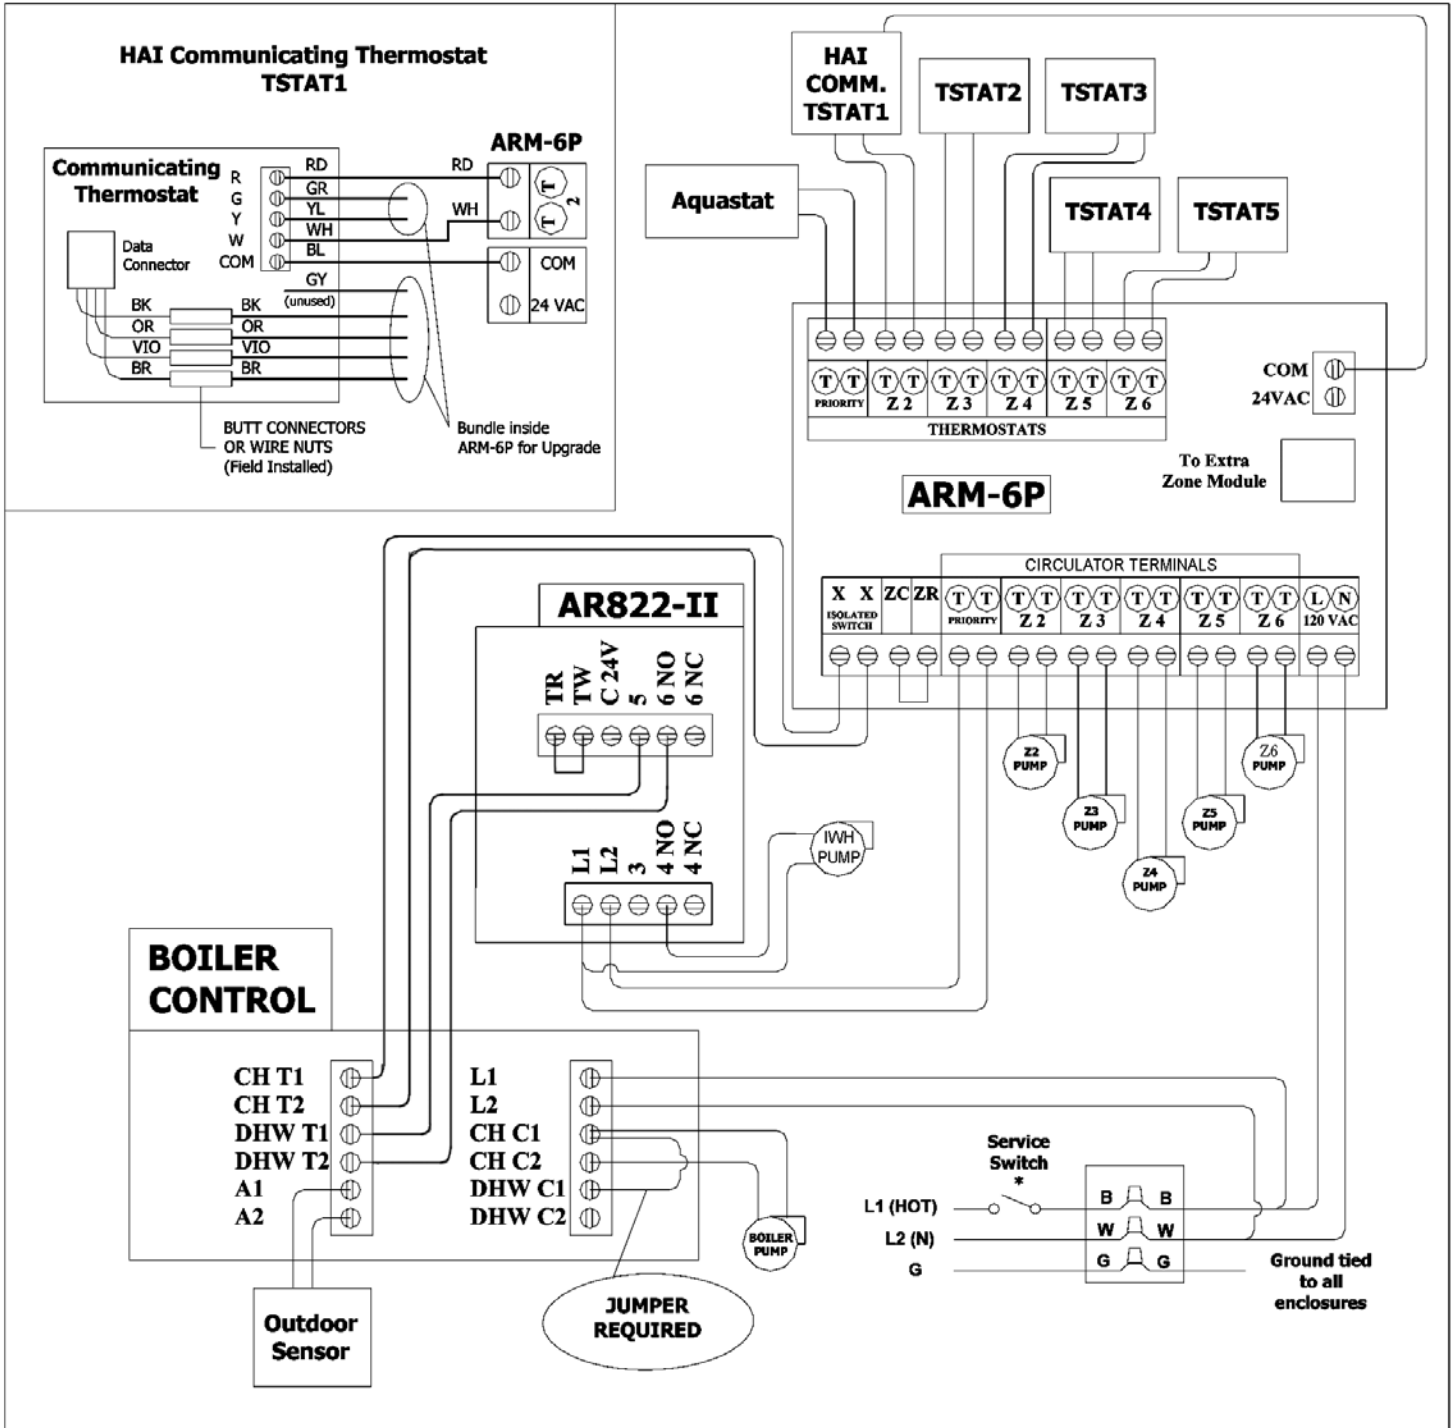 HAI Communicating Thermostat
TSTAT1
ARM-6P
Communicating
Thermostat
R
G
Y
W
COM
RD
GR
YL
WH
BL
GY
(unused)
RD
WH
T
T
2
COM
24 VAC
Data
Connector
BK
OR
VIO
BR
BK
OR
VIO
BR
BUTT CONNECTORS
OR WIRE NUTS
(Field Installed)
Bundle inside
ARM-6P for Upgrade
HAI
COMM.
TSTAT1
TSTAT2
TSTAT3
Aquastat
TSTAT4
TSTAT5
T T T T T T T T T T T T
PRIORITY Z 2 Z 3 Z 4 Z 5 Z 6
THERMOSTATS
COM
24VAC
To Extra
Zone Module
ARM-6P
CIRCULATOR TERMINALS
X X ZC ZR T T T T T T T T T T T T L N
ISOLATED
SWITCH
PRIORITY Z 2 Z 3 Z 4 Z 5 Z 6 120 VAC
Z2
PUMP
Z3
PUMP
Z4
PUMP
Z5
PUMP
Z6
PUMP
AR822-II
TR
TW
C 24V
5
6 NO
6 NC
L1
L2
3
4 NO
4 NC
IWH
PUMP
BOILER
CONTROL
CH T1
CH T2
DHW T1
DHW T2
A1
A2
L1
L2
CH C1
CH C2
DHW C1
DHW C2
BOILER
PUMP
JUMPER
REQUIRED
Outdoor
Sensor
Service
Switch
*
L1 (HOT)
L2 (N)
G
B B
W W
G G
Ground tied
to all
enclosures